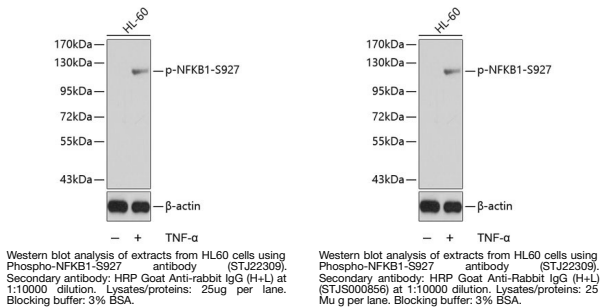 HL-60
170kDa
130kDa
p-NFKB1-S927
95kDa
72kDa
55kDa
43kDa
β-actin
– + TNF-α
Western blot analysis of extracts from HL60 cells using
Phospho-NFKB1-S927 antibody (STJ22309).
Secondary antibody: HRP Goat Anti-rabbit IgG (H+L) at
1:10000 dilution. Lysates/proteins: 25ug per lane.
Blocking buffer: 3% BSA.
HL-60
170kDa
130kDa
p-NFKB1-S927
95kDa
72kDa
55kDa
43kDa
β-actin
– + TNF-α
Western blot analysis of extracts from HL60 cells using
Phospho-NFKB1-S927 antibody (STJ22309).
Secondary antibody: HRP Goat Anti-Rabbit IgG (H+L)
(STJS000856) at 1:10000 dilution. Lysates/proteins: 25
Mu g per lane. Blocking buffer: 3% BSA.